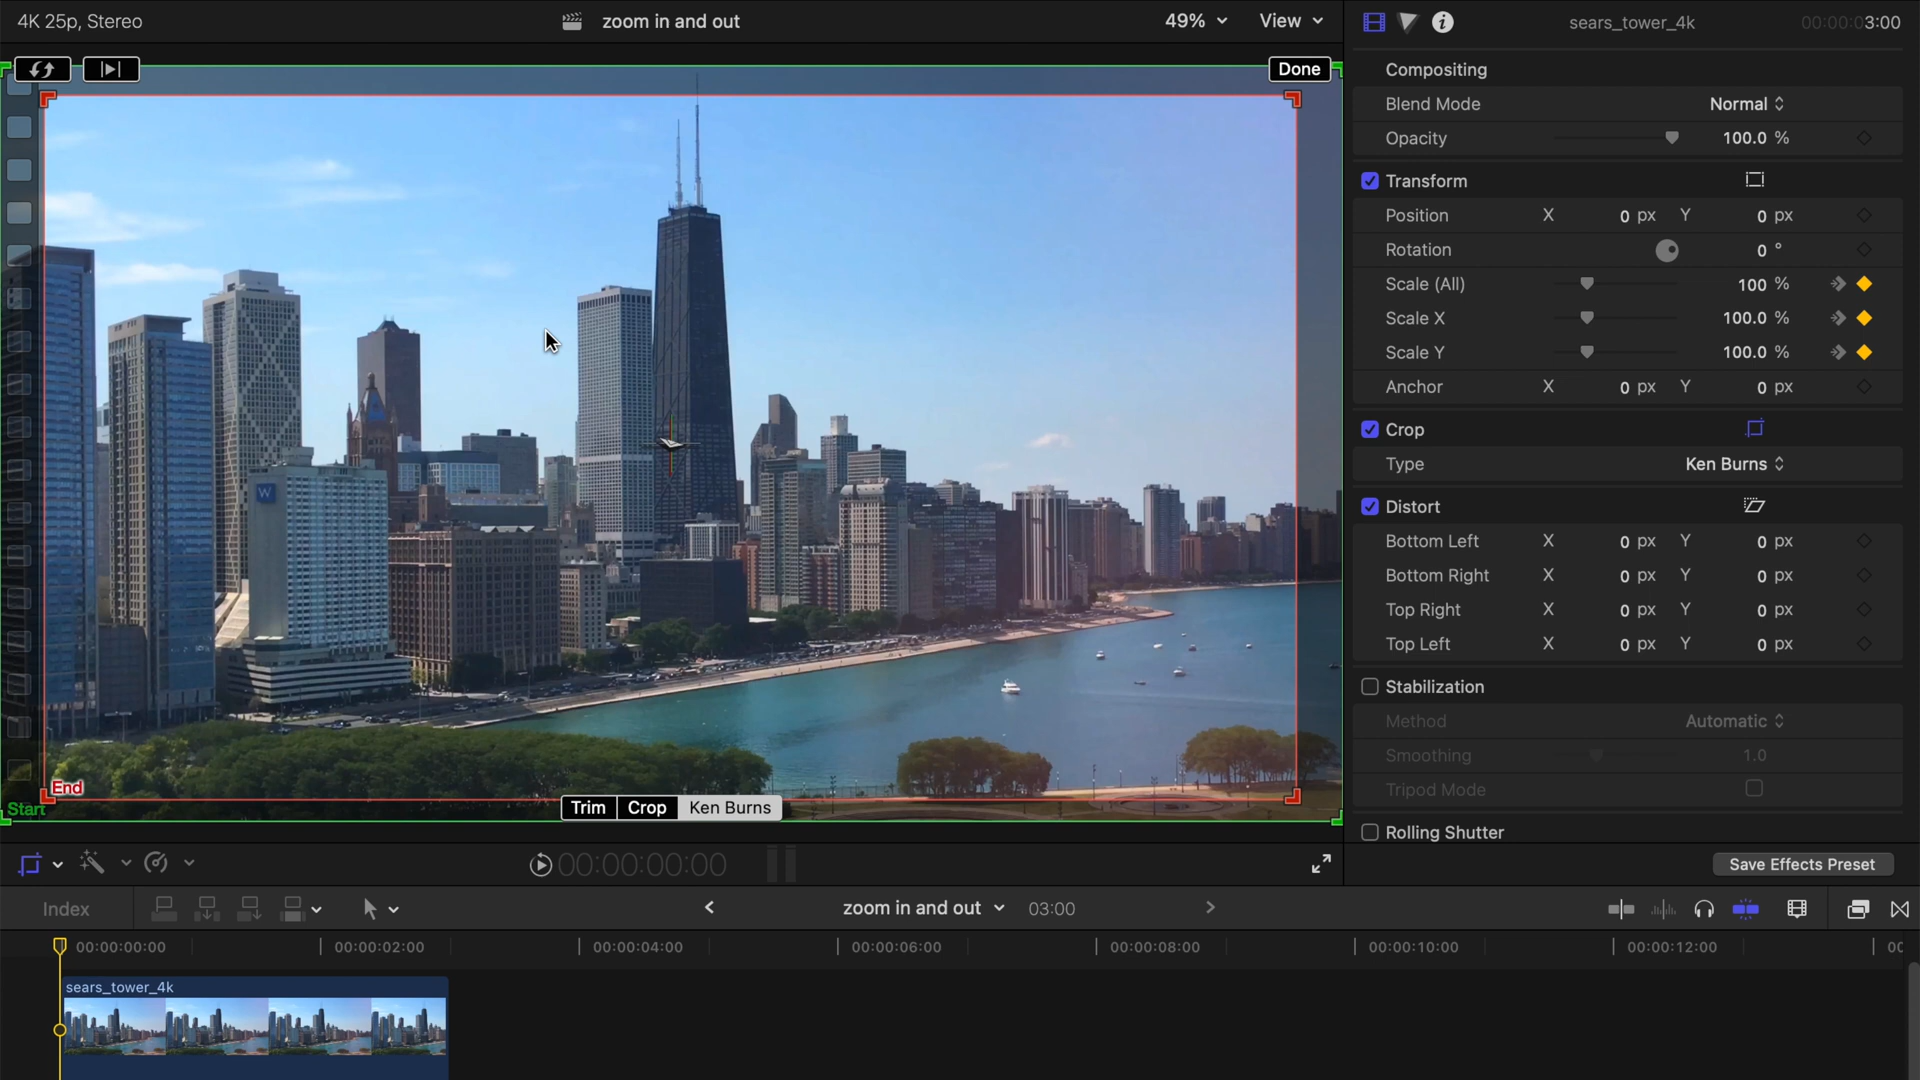 4K 25p, Stereo
zoom in and out
49%
View
sears_tower_4k
00:00:03:00
Done
Compositing
Blend Mode Normal
Opacity 100.0 %
Transform
Position X 0 px Y 0 px
Rotation 0 °
Scale (All) 100 %
Scale X 100.0 %
Scale Y 100.0 %
Anchor X 0 px Y 0 px
Crop
Type Ken Burns
Distort
Bottom Left X 0 px Y 0 px
Bottom Right X 0 px Y 0 px
Top Right X 0 px Y 0 px
Top Left X 0 px Y 0 px
Stabilization
Method Automatic
Smoothing 1.0
Tripod Mode
Rolling Shutter
Save Effects Preset
W
End
Start
Trim Crop Ken Burns
00:00:00:00
Index
zoom in and out 03:00
00:00:00:00 00:00:02:00 00:00:04:00 00:00:06:00 00:00:08:00 00:00:10:00 00:00:12:00 00
sears_tower_4k